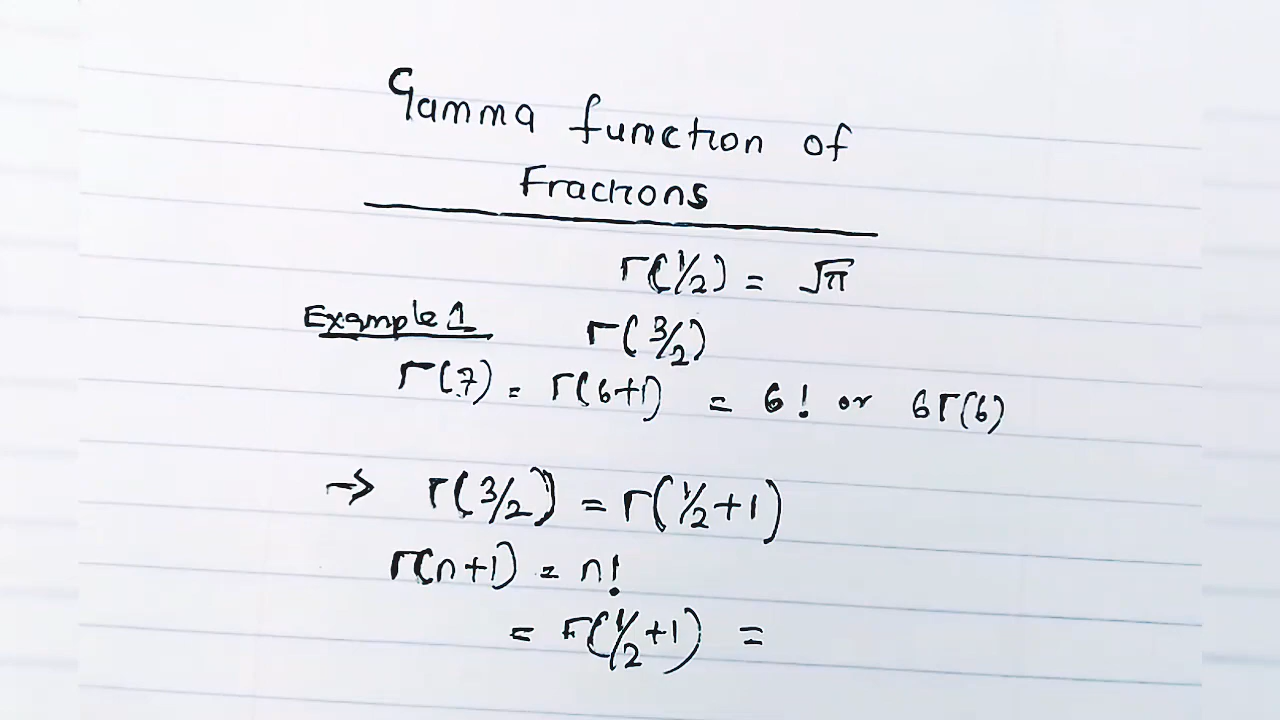 Gamma function of
Fractions
Γ(1/2) = √π
Example 1 Γ(3/2)
Γ(7) = Γ(6+1) = 6! or 6Γ(6)
→ Γ(3/2) = Γ(1/2+1)
Γ(n+1) = n!
= Γ(1/2+1) =